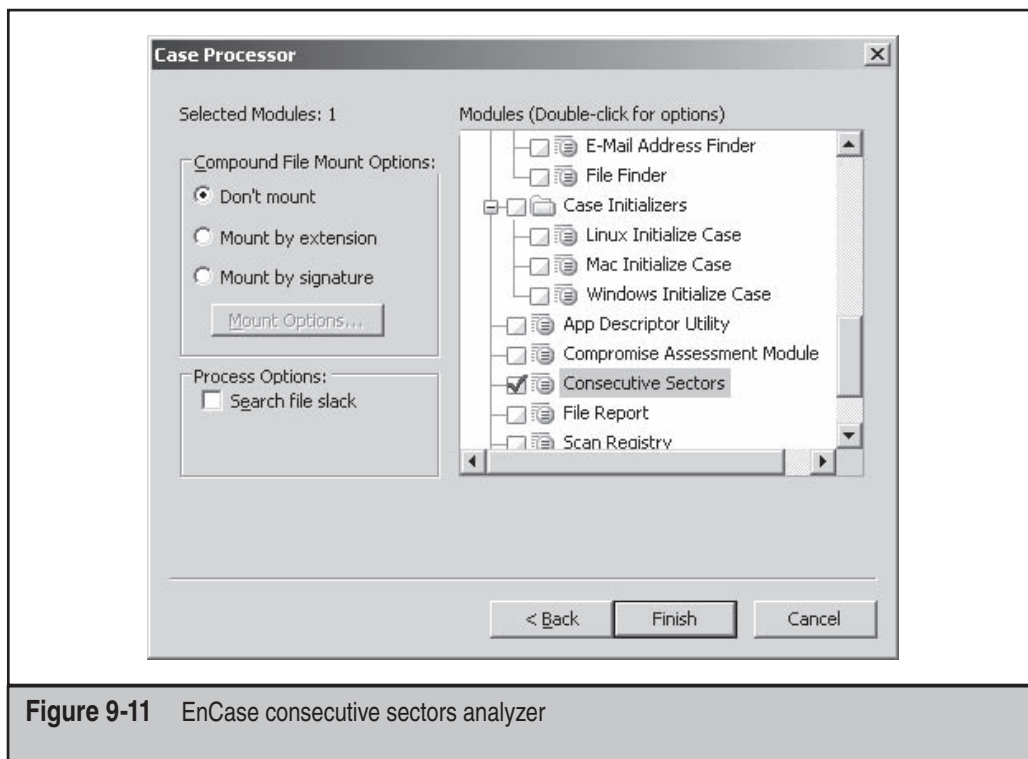 Case Processor
Selected Modules: 1
Compound File Mount Options:
Don't mount
Mount by extension
Mount by signature
Mount Options...
Process Options:
Search file slack
Modules (Double-click for options)
E-Mail Address Finder
File Finder
Case Initializers
Linux Initialize Case
Mac Initialize Case
Windows Initialize Case
App Descriptor Utility
Compromise Assessment Module
Consecutive Sectors
File Report
Scan Registry
< Back
Finish
Cancel
Figure 9-11 EnCase consecutive sectors analyzer